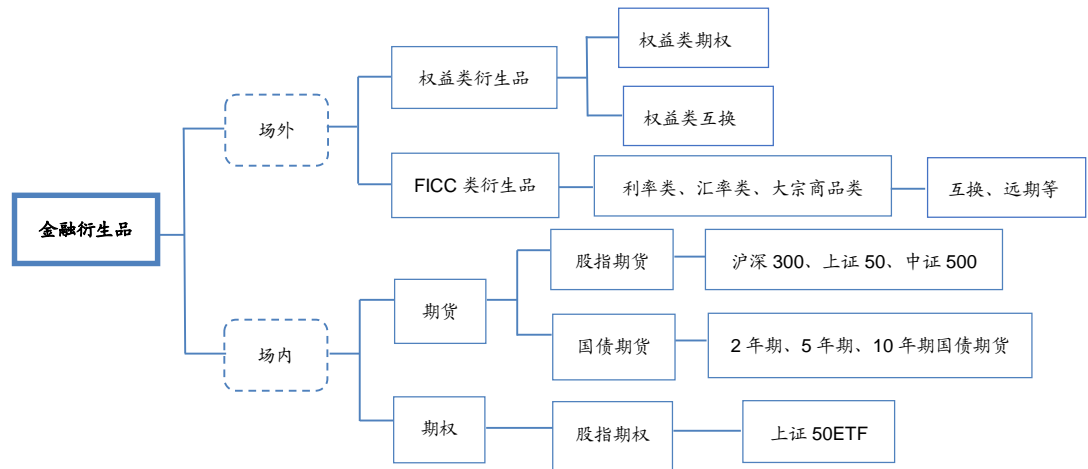 金融衍生品
场外
权益类衍生品
权益类期权
权益类互换
FICC 类衍生品
利率类、汇率类、大宗商品类
互换、远期等
场内
期货
股指期货
沪深 300、上证 50、中证 500
国债期货
2 年期、5 年期、10 年期国债期货
期权
股指期权
上证 50ETF